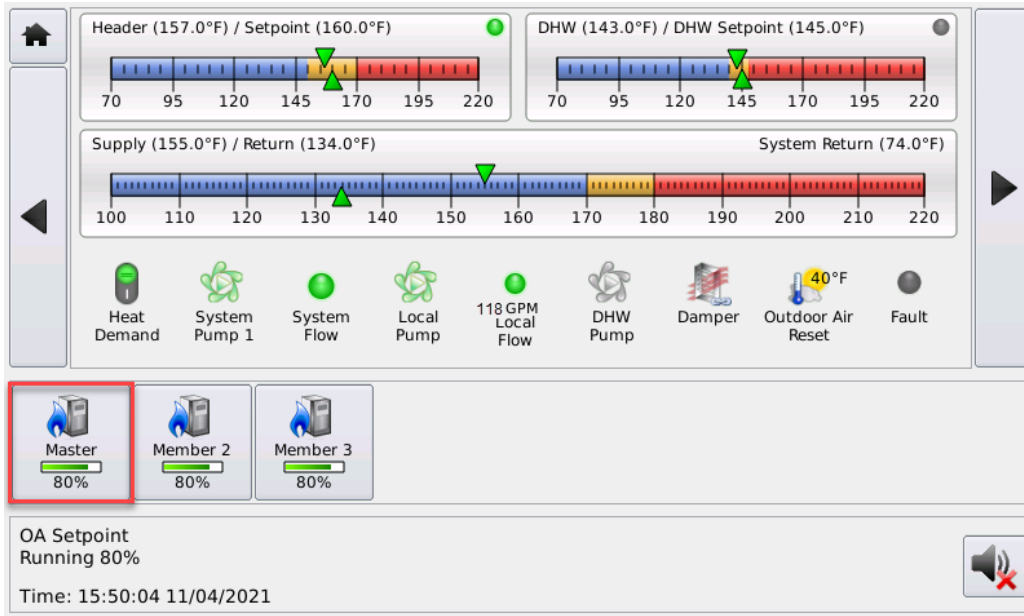 Header (157.0°F) / Setpoint (160.0°F)
70 95 120 145 170 195 220
DHW (143.0°F) / DHW Setpoint (145.0°F)
70 95 120 145 170 195 220
Supply (155.0°F) / Return (134.0°F) System Return (74.0°F)
100 110 120 130 140 150 160 170 180 190 200 210 220
Heat
Demand
System
Pump 1
System
Flow
Local
Pump
118 GPM
Local
Flow
DHW
Pump
Damper
40°F
Outdoor Air
Reset
Fault
Master
80%
Member 2
80%
Member 3
80%
OA Setpoint
Running 80%
Time: 15:50:04 11/04/2021